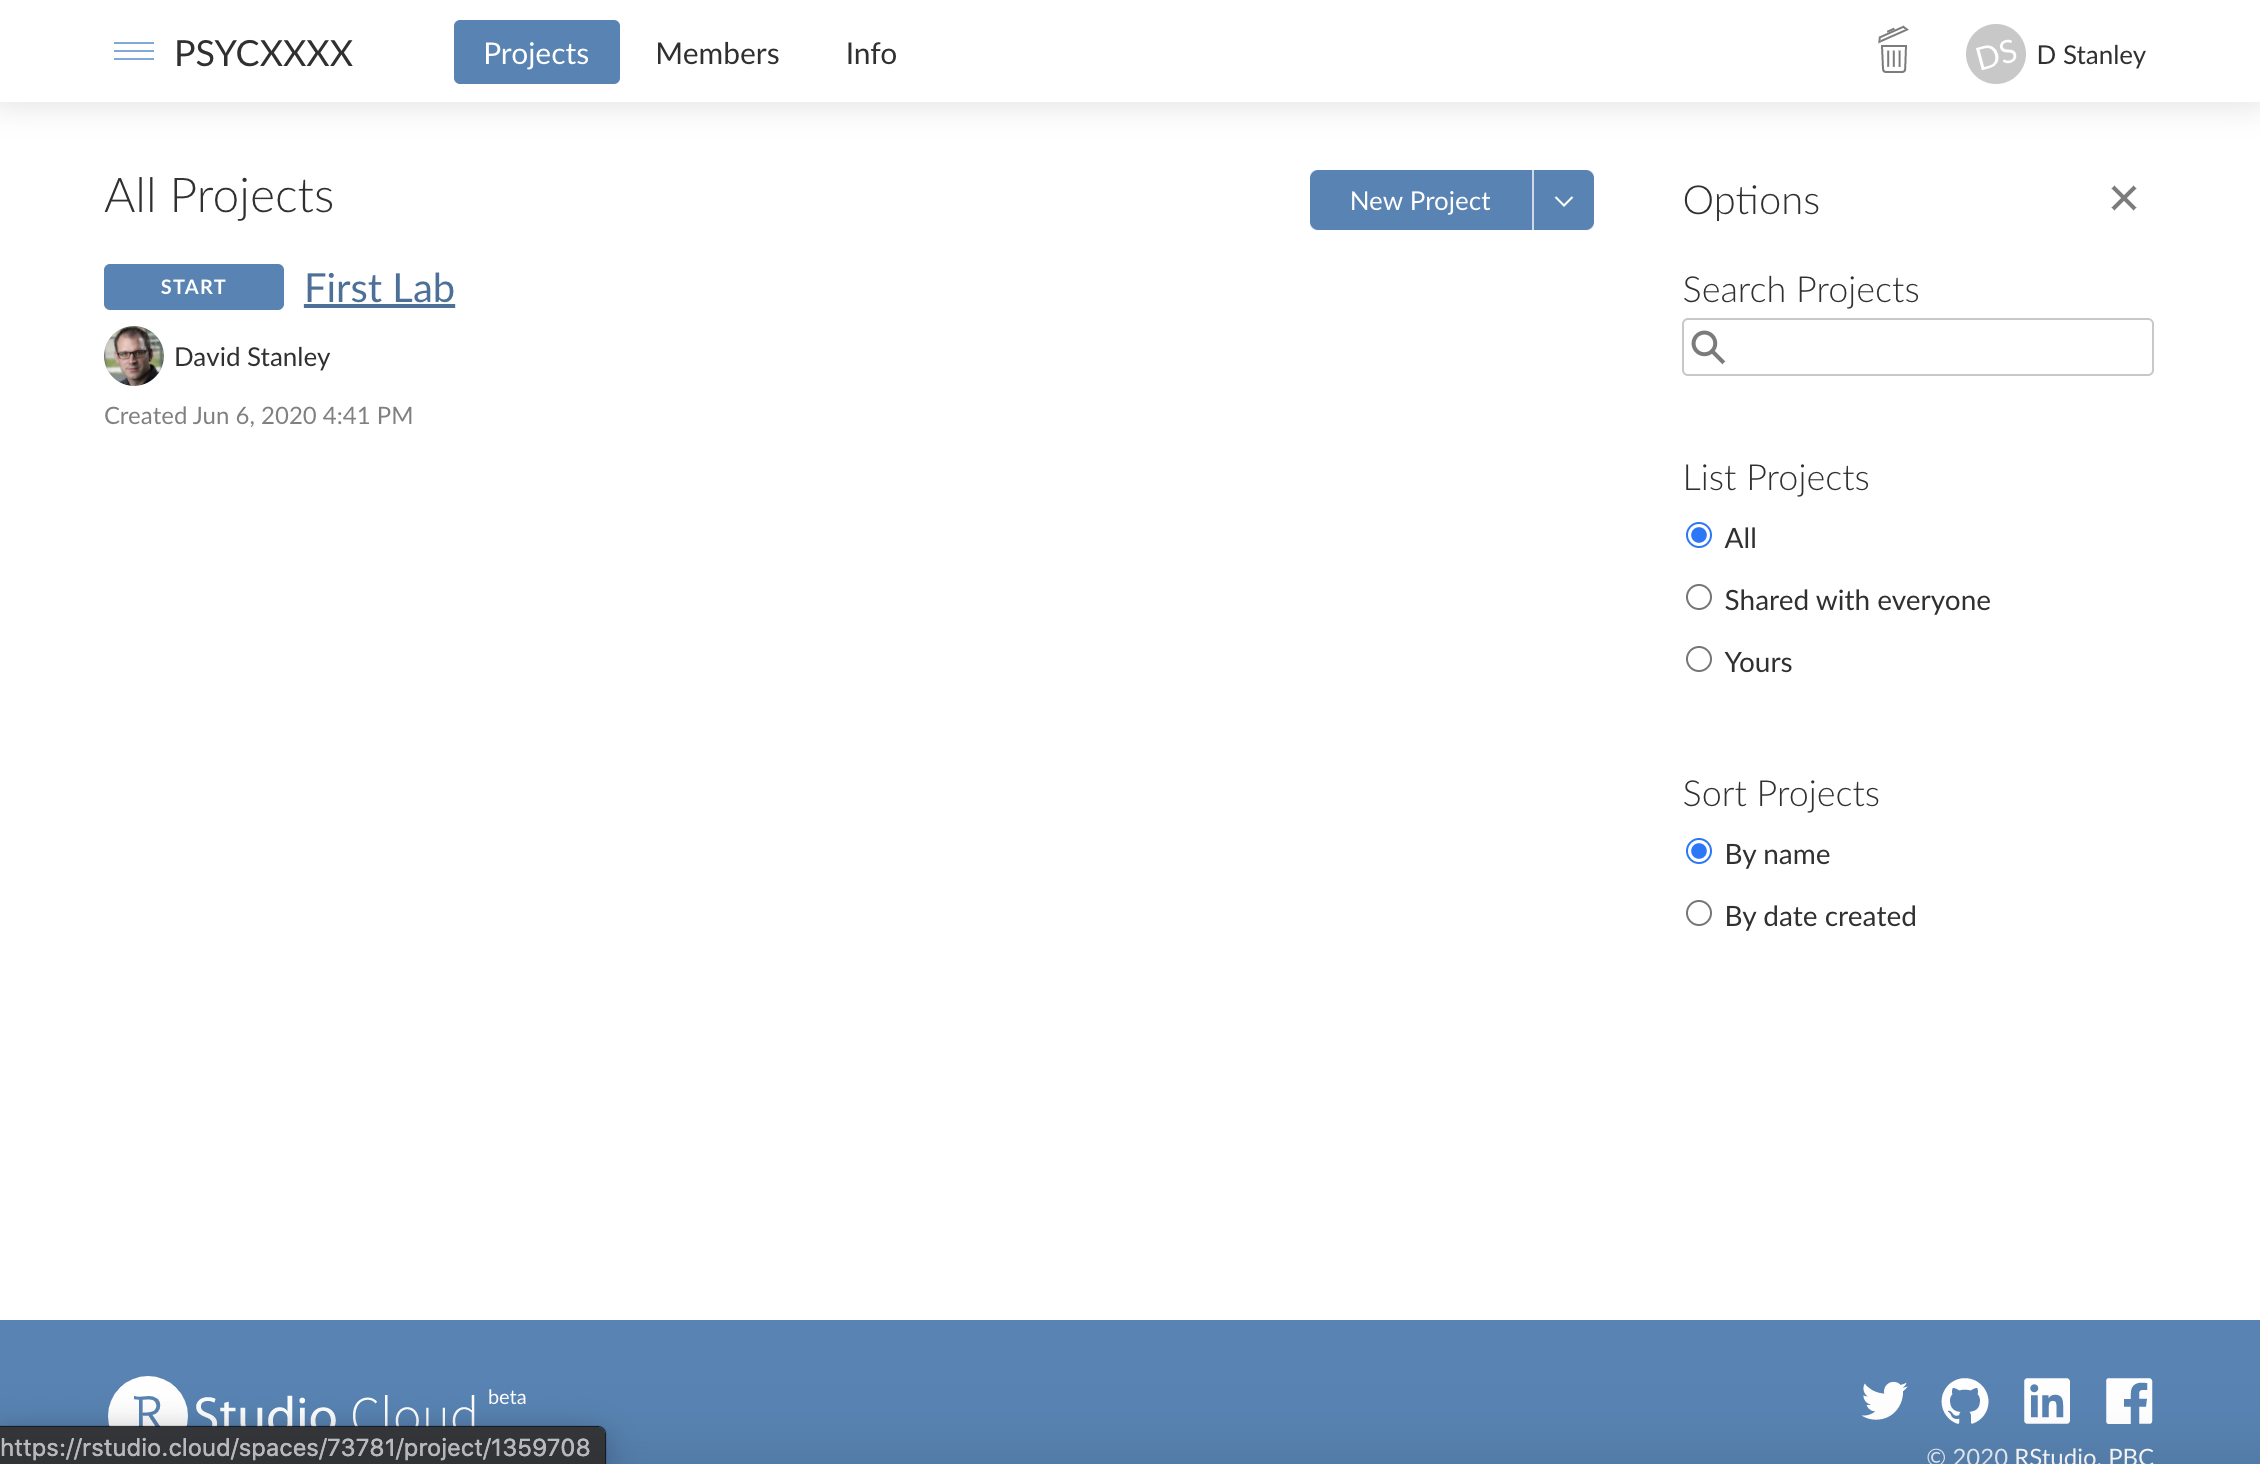 PSYCXXXX
Projects
Members
Info
DS
D Stanley
All Projects
New Project
START
First Lab
David Stanley
Created Jun 6, 2020 4:41 PM
Options
Search Projects
List Projects
All
Shared with everyone
Yours
Sort Projects
By name
By date created
R Studio Cloud beta
https://rstudio.cloud/spaces/73781/project/1359708
© 2020 RStudio, PBC